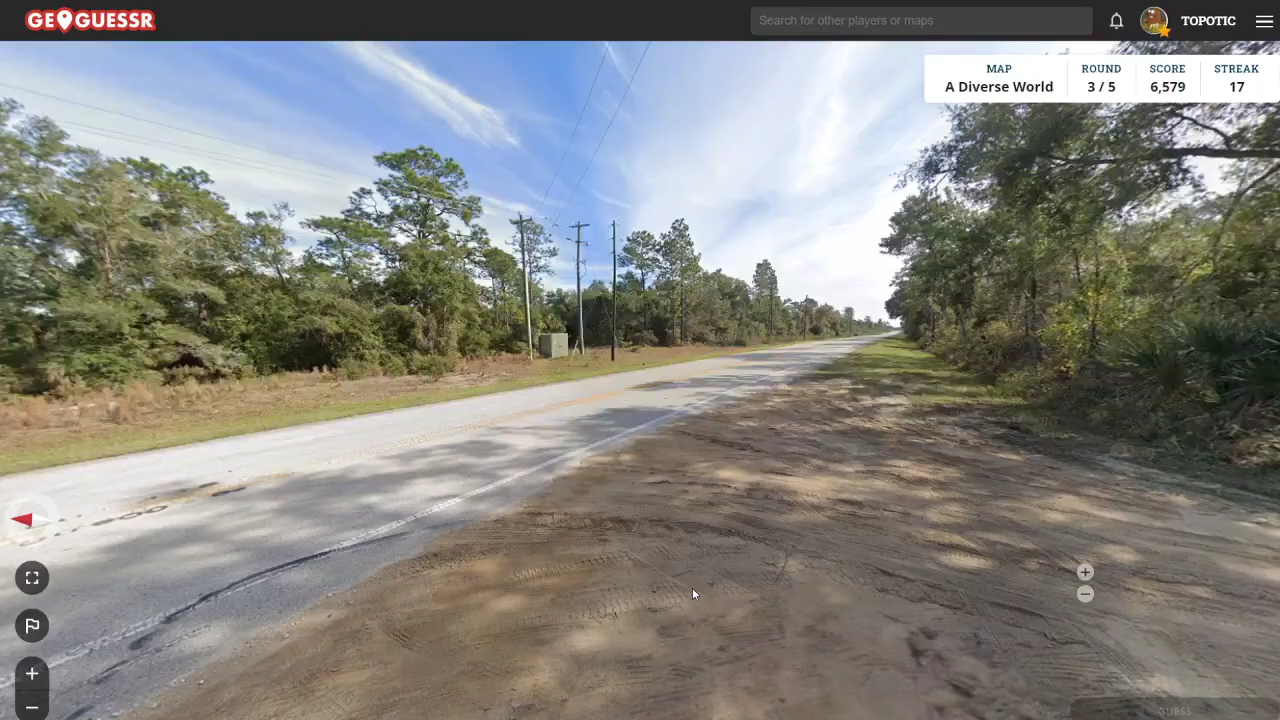 GEOGUESSR
Search for other players or maps
TOPOTIC
MAP ROUND SCORE STREAK
A Diverse World 3 / 5 6,579 17
GUESS